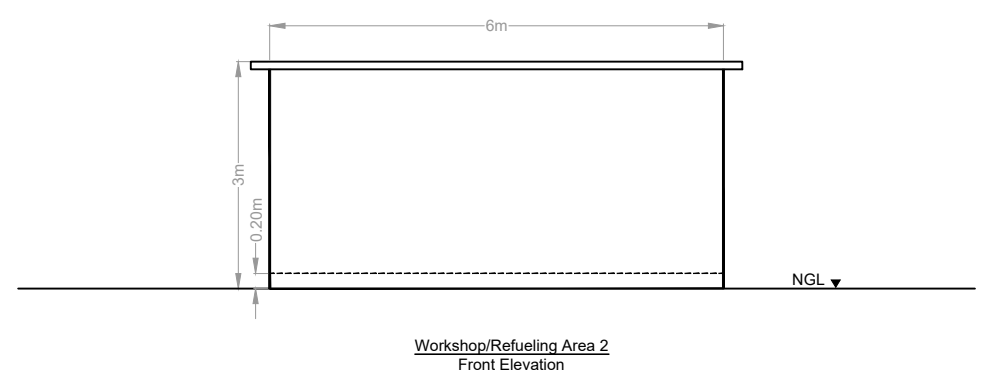 6m
3m
0.20m
NGL
Workshop/Refueling Area 2
Front Elevation